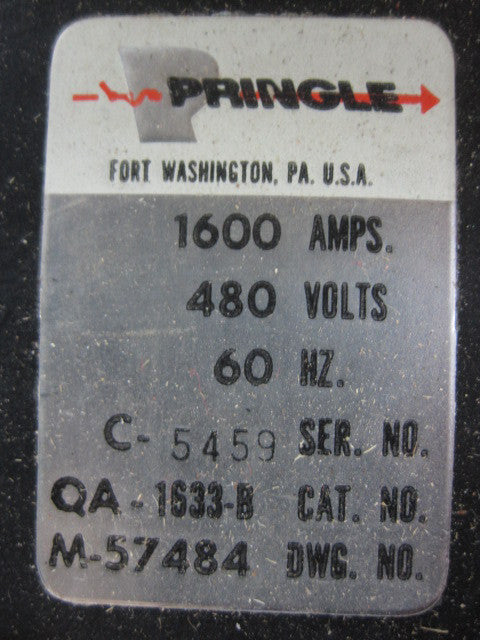 PRINGLE
FORT WASHINGTON, PA. U.S.A.
1600 AMPS.
480 VOLTS
60 HZ.
C-5459 SER. NO.
QA-1633-B CAT. NO.
M-57484 DWG. NO.